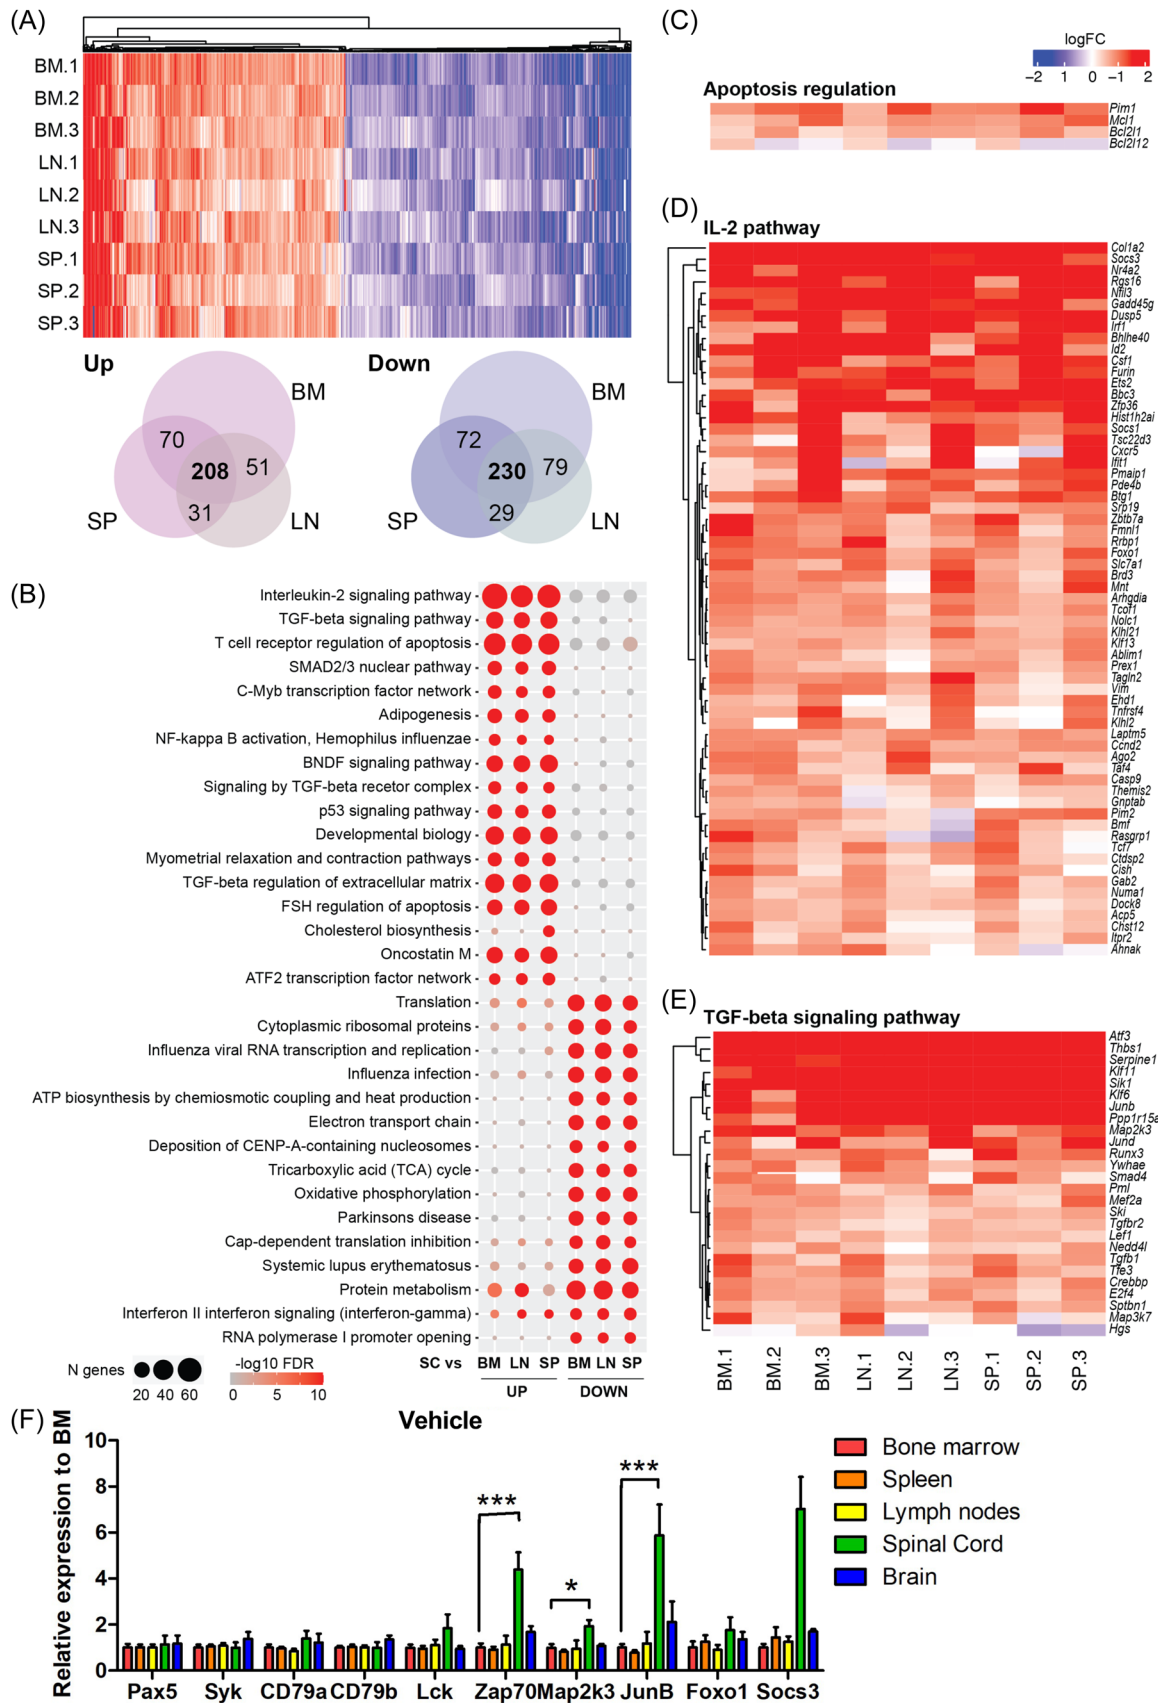 (A)
BM.1
BM.2
BM.3
LN.1
LN.2
LN.3
SP.1
SP.2
SP.3
Up
BM
70
208
51
SP
31
LN
Down
BM
72
230
79
SP
29
LN
(B)
Interleukin-2 signaling pathway
TGF-beta signaling pathway
T cell receptor regulation of apoptosis
SMAD2/3 nuclear pathway
C-Myb transcription factor network
Adipogenesis
NF-kappa B activation, Hemophilus influenzae
BNDF signaling pathway
Signaling by TGF-beta recetor complex
p53 signaling pathway
Developmental biology
Myometrial relaxation and contraction pathways
TGF-beta regulation of extracellular matrix
FSH regulation of apoptosis
Cholesterol biosynthesis
Oncostatin M
ATF2 transcription factor network
Translation
Cytoplasmic ribosomal proteins
Influenza viral RNA transcription and replication
Influenza infection
ATP biosynthesis by chemiosmotic coupling and heat production
Electron transport chain
Deposition of CENP-A-containing nucleosomes
Tricarboxylic acid (TCA) cycle
Oxidative phosphorylation
Parkinsons disease
Cap-dependent translation inhibition
Systemic lupus erythematosus
Protein metabolism
Interferon II interferon signaling (interferon-gamma)
RNA polymerase I promoter opening
N genes
20 40 60
-log10 FDR
0 5 10
SC vs BM LN SP BM LN SP
UP DOWN
(C)
logFC
−2 1 0 −1 2
Apoptosis regulation
Pim1
Mcl1
Bcl2l1
Bcl2l12
(D)
IL-2 pathway
Col1a2
Socs3
Nr4a2
Rgs16
Nfil3
Gadd45g
Dusp5
Irf1
Bhlhe40
Id2
Csf1
Furin
Ets2
Bbc3
Zfp36
Hist1h2ai
Socs1
Tsc22d3
Cxcr5
Ifit1
Pmaip1
Pde4b
Btg1
Srp19
Zbtb7a
Fmnl1
Rrbp1
Foxo1
Slc7a1
Brd3
Mnt
Arhgdia
Tcof1
Nolc1
Klhl21
Klf13
Ablim1
Prex1
Tagln2
Vim
Ehd1
Tnfrsf4
Klhl2
Laptm5
Ccnd2
Ago2
Taf4
Casp9
Themis2
Gnptab
Pim2
Bmf
Rasgrp1
Tcf7
Ctdsp2
Cish
Gab2
Numa1
Dock8
Acp5
Chst12
Itpr2
Ahnak
(E)
TGF-beta signaling pathway
Atf3
Thbs1
Serpine1
Klf11
Sik1
Klf6
Junb
Ppp1r15a
Map2k3
Jund
Runx3
Ywhae
Smad4
Pml
Mef2a
Ski
Tgfbr2
Lef1
Nedd4l
Tgfb1
Tfe3
Crebbp
E2f4
Sptbn1
Map3k7
Hgs
BM.1 BM.2 BM.3 LN.1 LN.2 LN.3 SP.1 SP.2 SP.3
(F)
Vehicle
Relative expression to BM
10
8
6
4
2
0
***
*
***
Pax5 Syk CD79a CD79b Lck Zap70 Map2k3 JunB Foxo1 Socs3
Bone marrow
Spleen
Lymph nodes
Spinal Cord
Brain